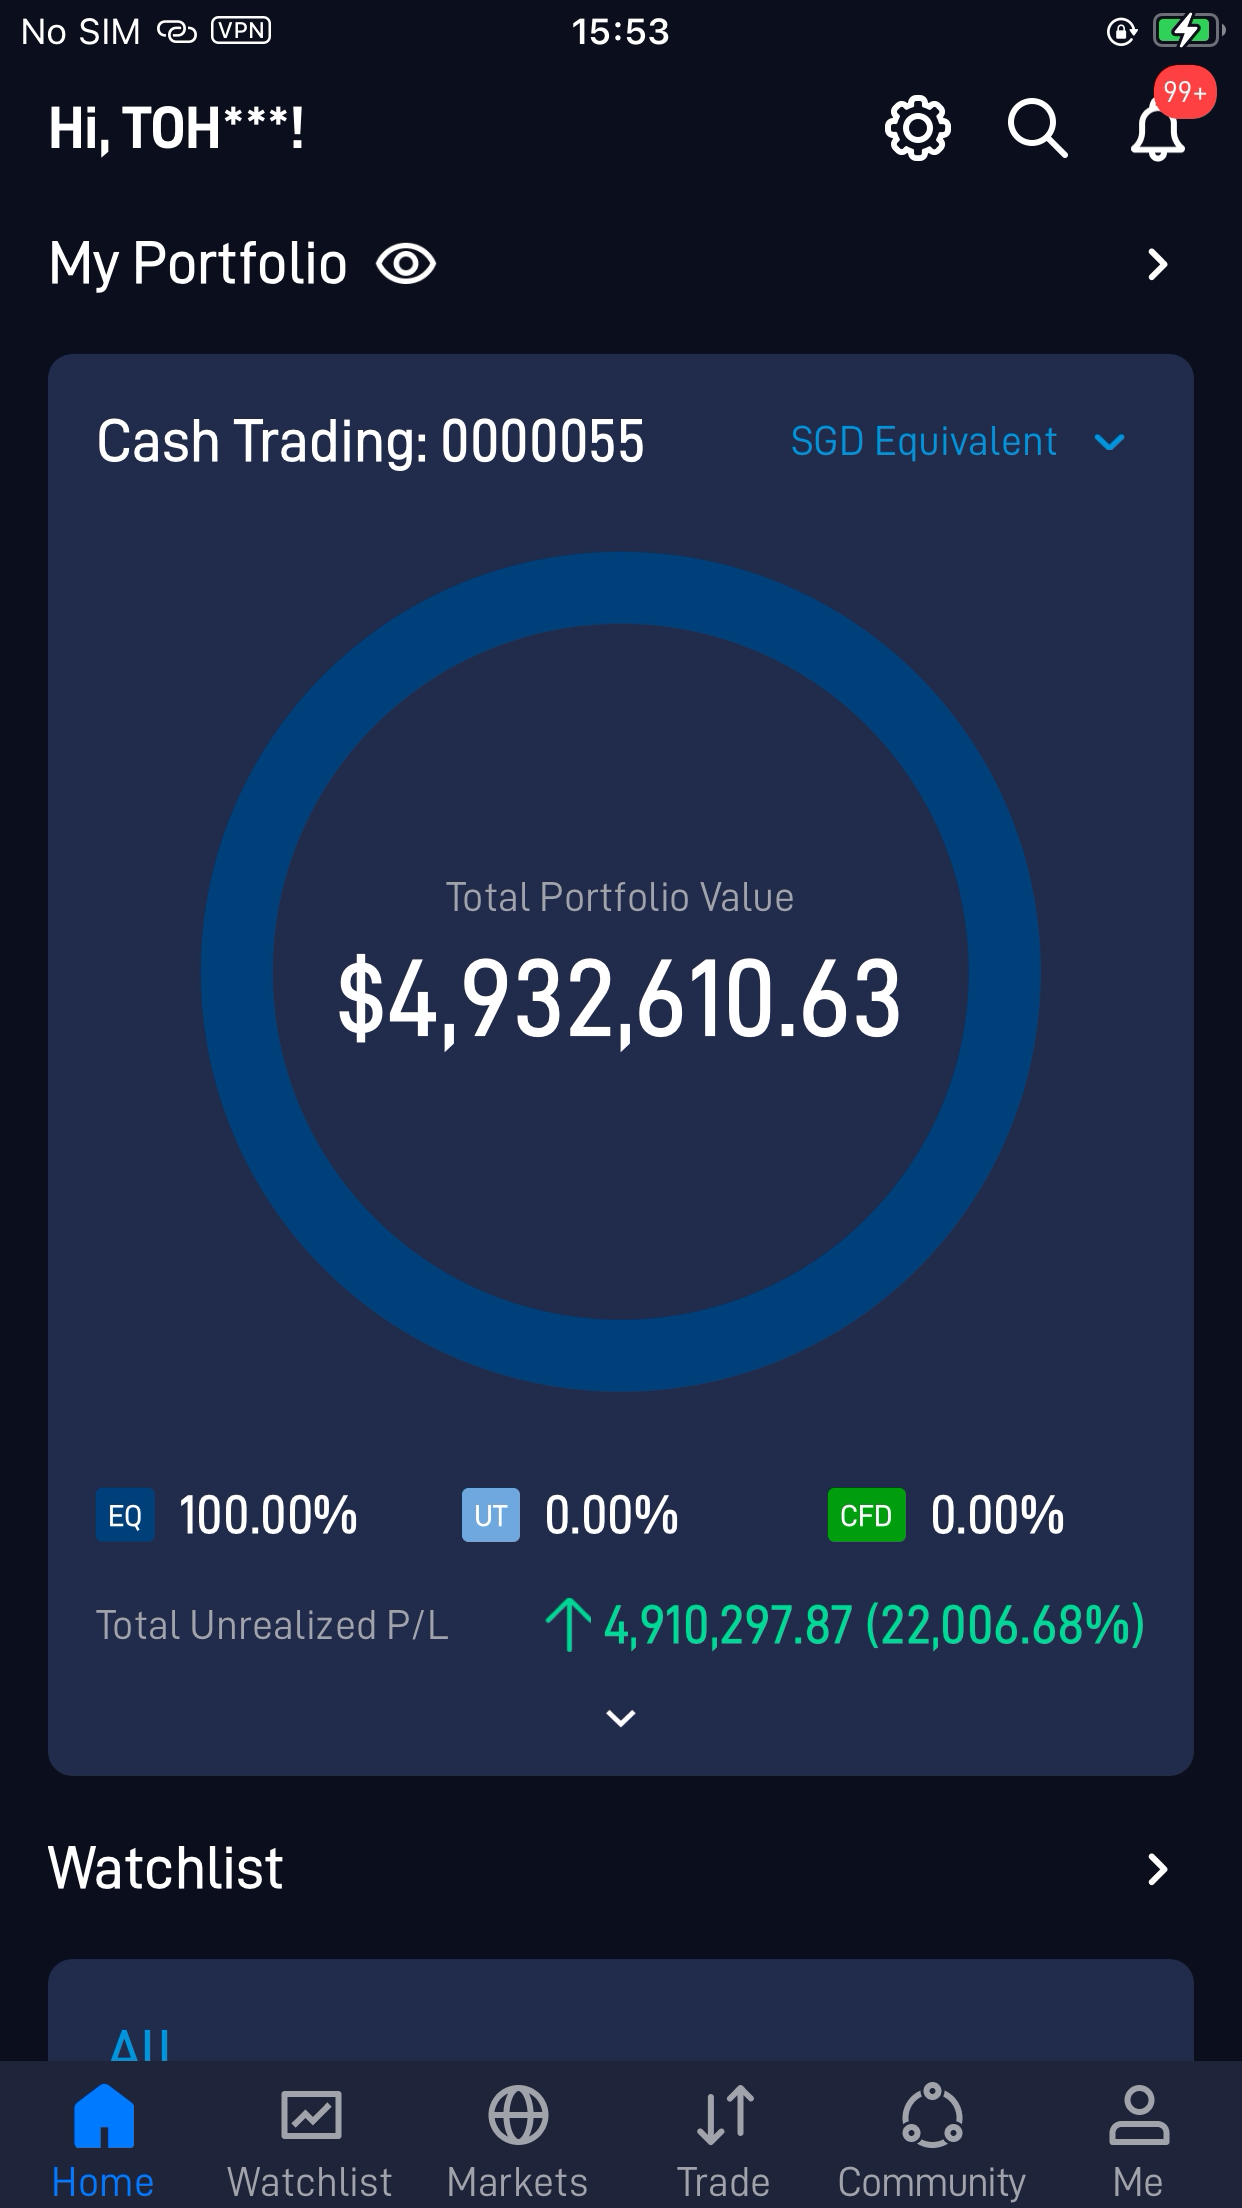 No SIM VPN 15:53
99+
Hi, TOH***!
My Portfolio
Cash Trading: 0000055 SGD Equivalent
Total Portfolio Value
$4,932,610.63
EQ 100.00% UT 0.00% CFD 0.00%
Total Unrealized P/L 4,910,297.87 (22,006.68%)
Watchlist
All
Home Watchlist Markets Trade Community Me